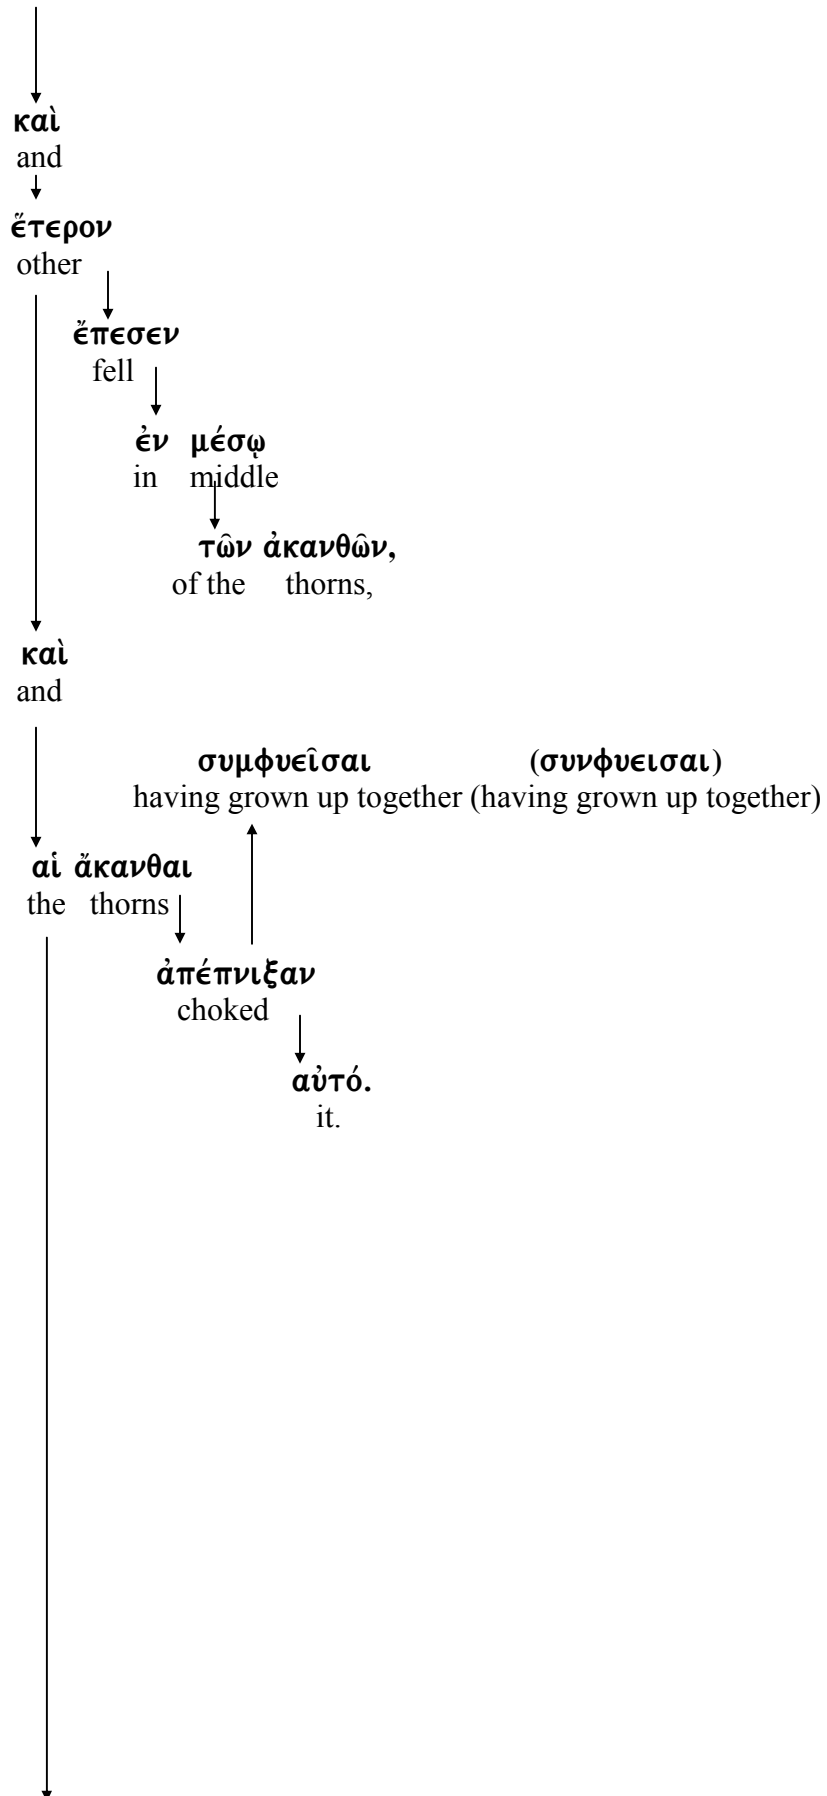 καὶ
and
ἕτερον
other
ἔπεσεν
fell
ἐν μέσῳ
in middle
τῶν ἀκανθῶν,
of the thorns,
καὶ
and
συμφυεῖσαι (συνφυεισαι)
having grown up together (having grown up together)
αἱ ἄκανθαι
the thorns
ἀπέπνιξαν
choked
αὐτό.
it.